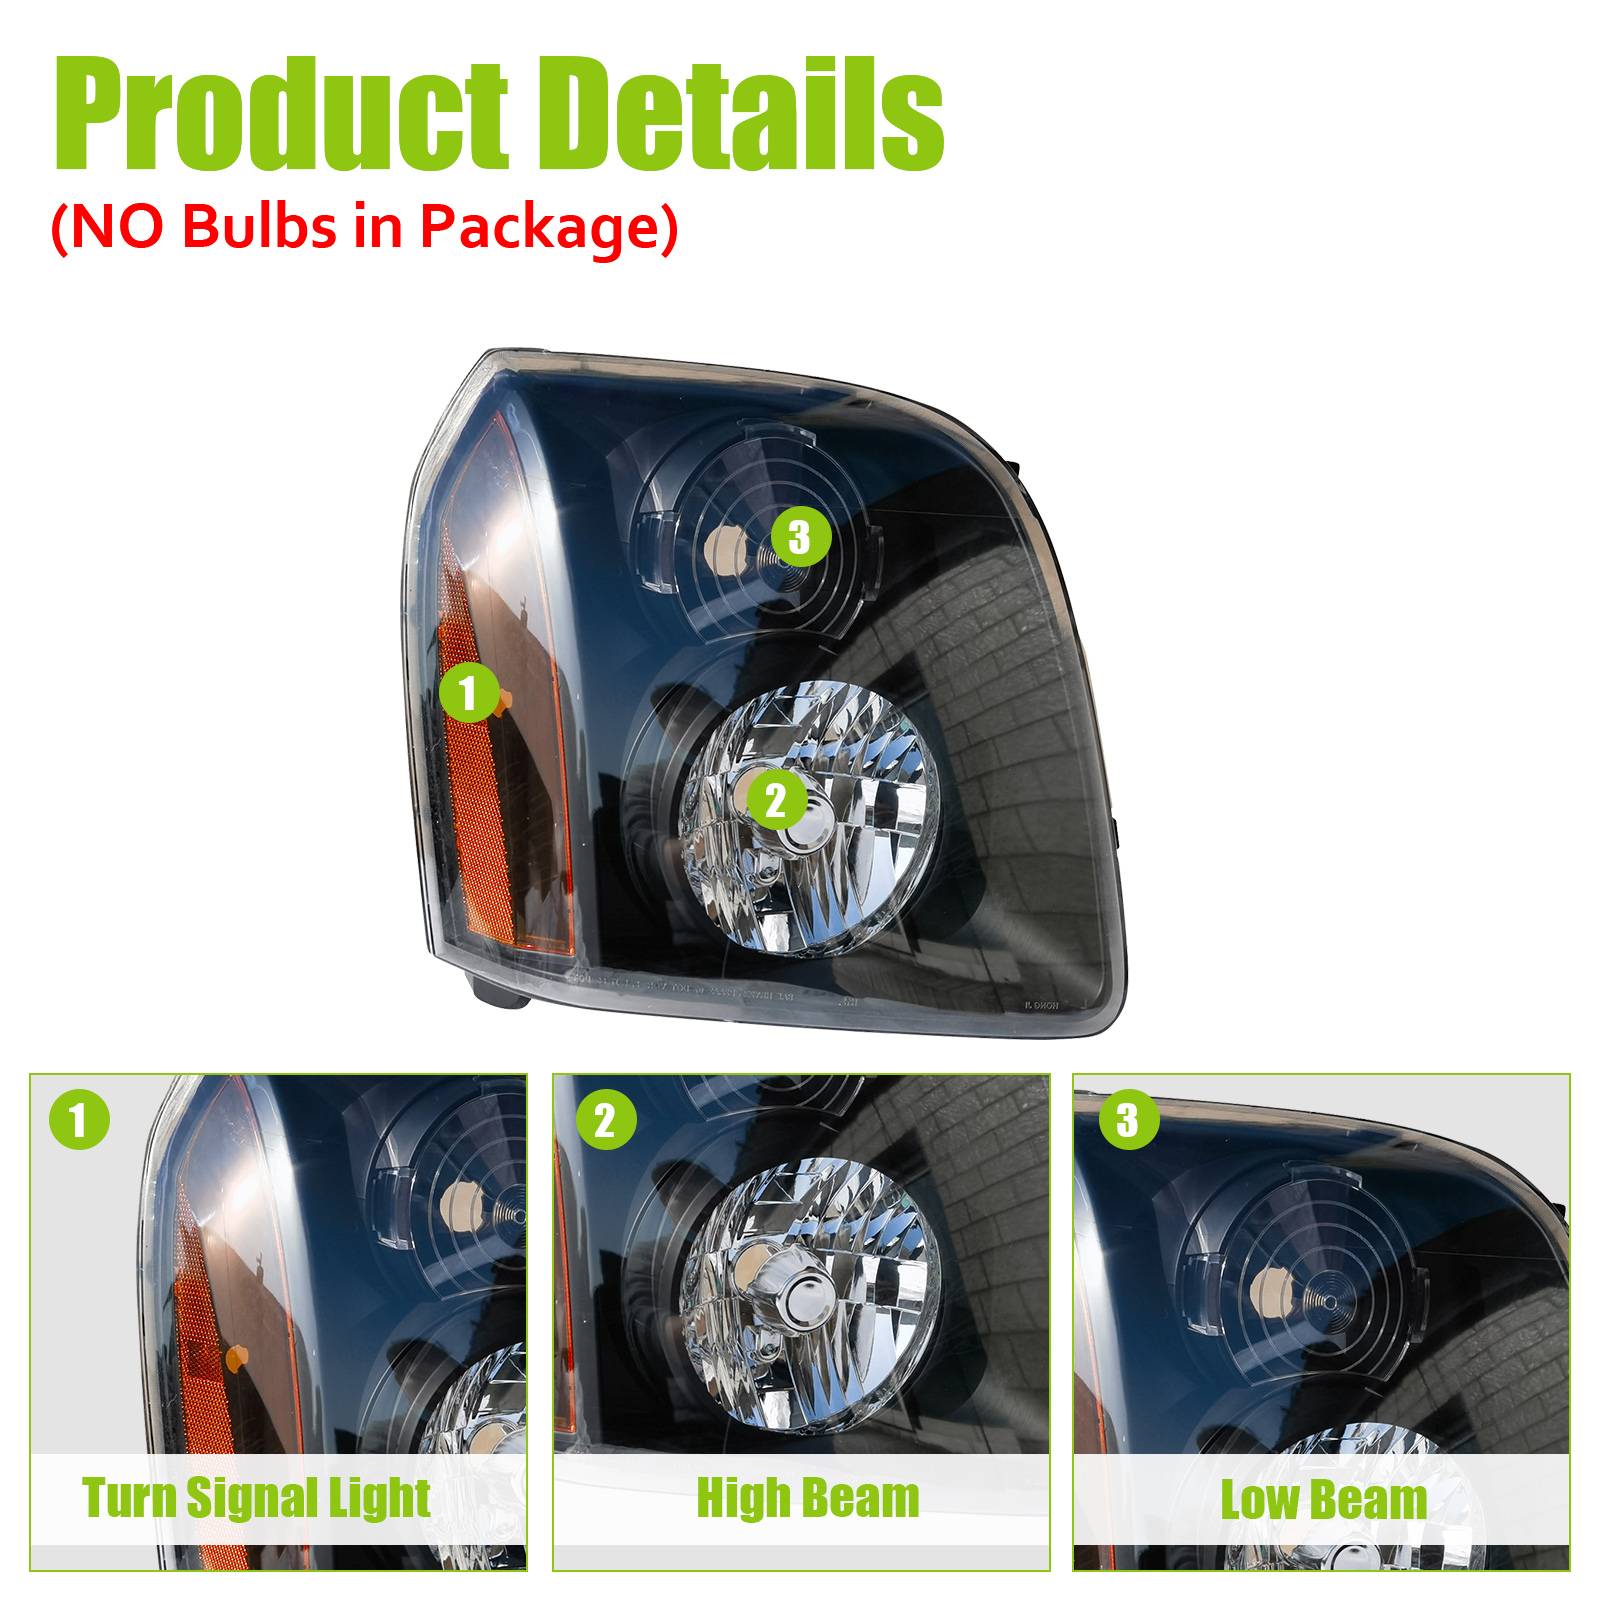 Product Details
(NO Bulbs in Package)
3
1
2
1
2
3
Turn Signal Light
High Beam
Low Beam